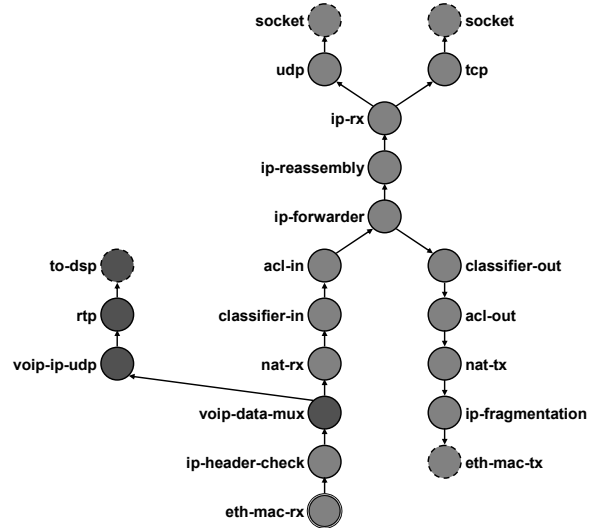 socket socket
udp tcp
ip-rx
ip-reassembly
ip-forwarder
to-dsp acl-in classifier-out
rtp classifier-in acl-out
voip-ip-udp nat-rx nat-tx
voip-data-mux ip-fragmentation
ip-header-check eth-mac-tx
eth-mac-rx